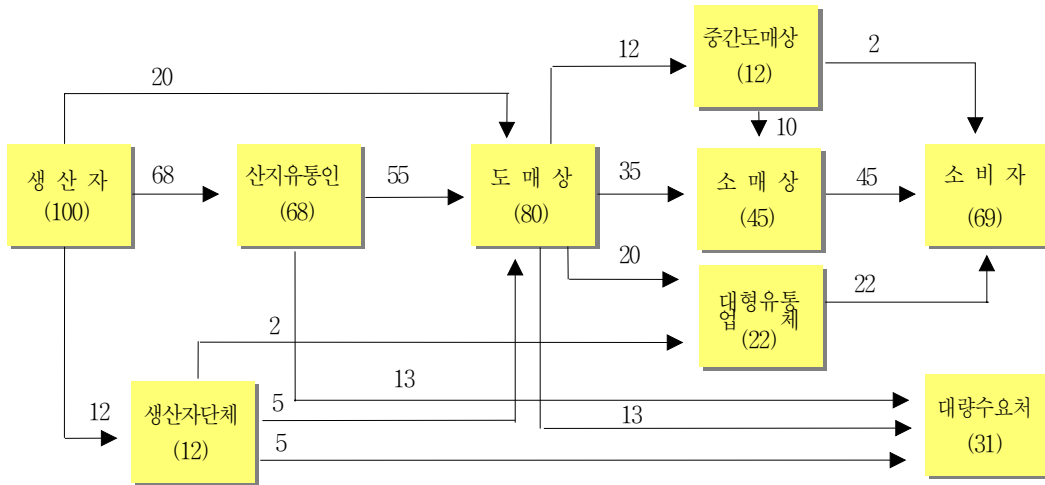 중간도매상
(12)
12
2
20
10
생 산 자
(100)
68
산지유통인
(68)
55
도 매 상
(80)
35
소 매 상
(45)
45
소 비 자
(69)
20
대형유통
업 체
(22)
22
2
13
12
생산자단체
(12)
5
5
13
대량수요처
(31)